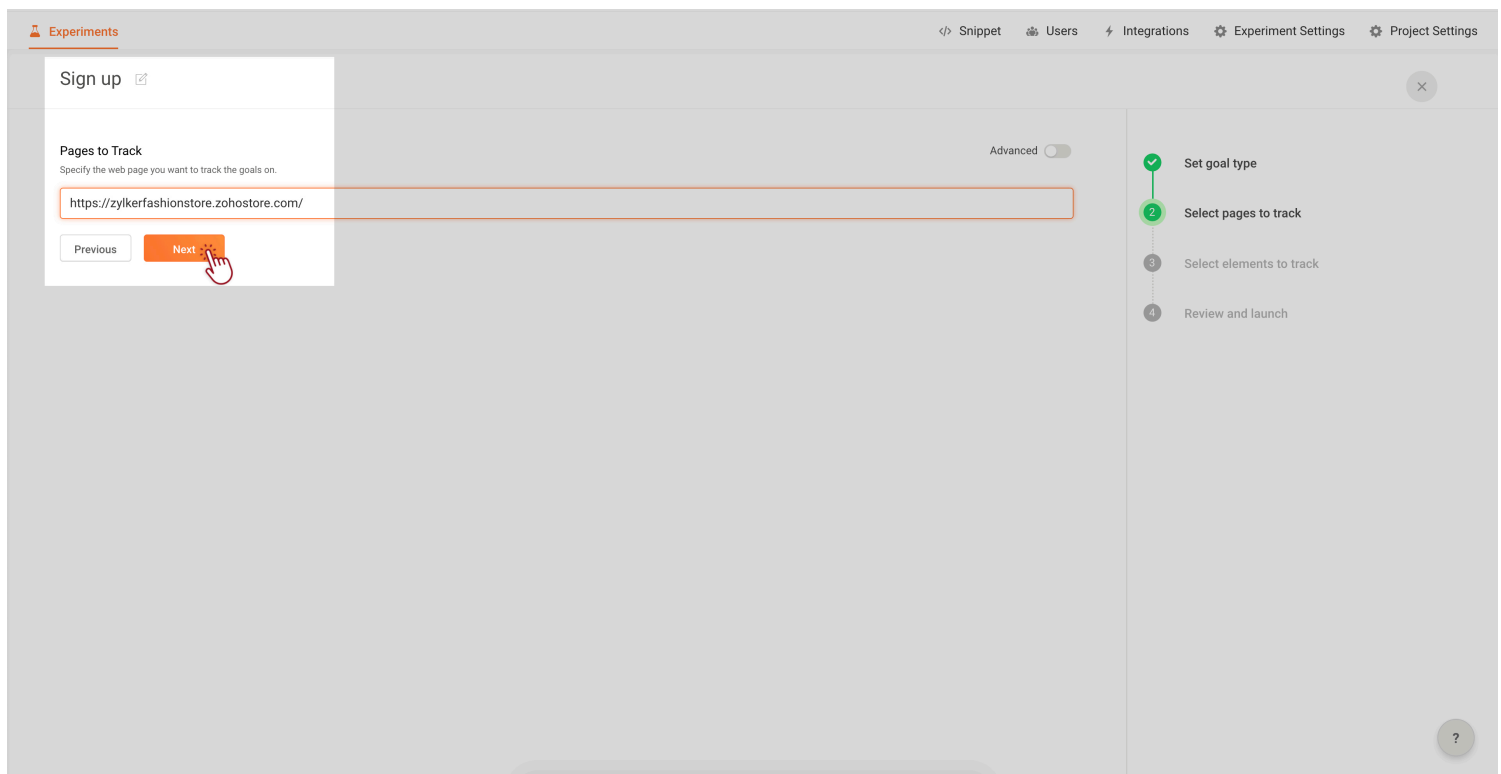 Experiments
</> Snippet
Users
Integrations
Experiment Settings
Project Settings
Sign up
Pages to Track
Specify the web page you want to track the goals on.
Advanced
https://zylkerfashionstore.zohostore.com/
Previous
Next
Set goal type
2 Select pages to track
3 Select elements to track
4 Review and launch
?